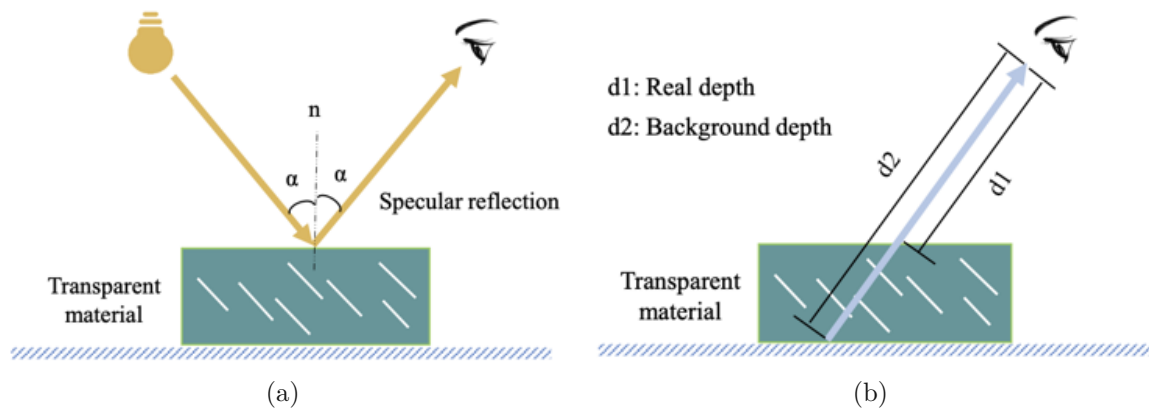 n
α
α
Specular reflection
Transparent
material
(a)
d1: Real depth
d2: Background depth
d2
d1
Transparent
material
(b)